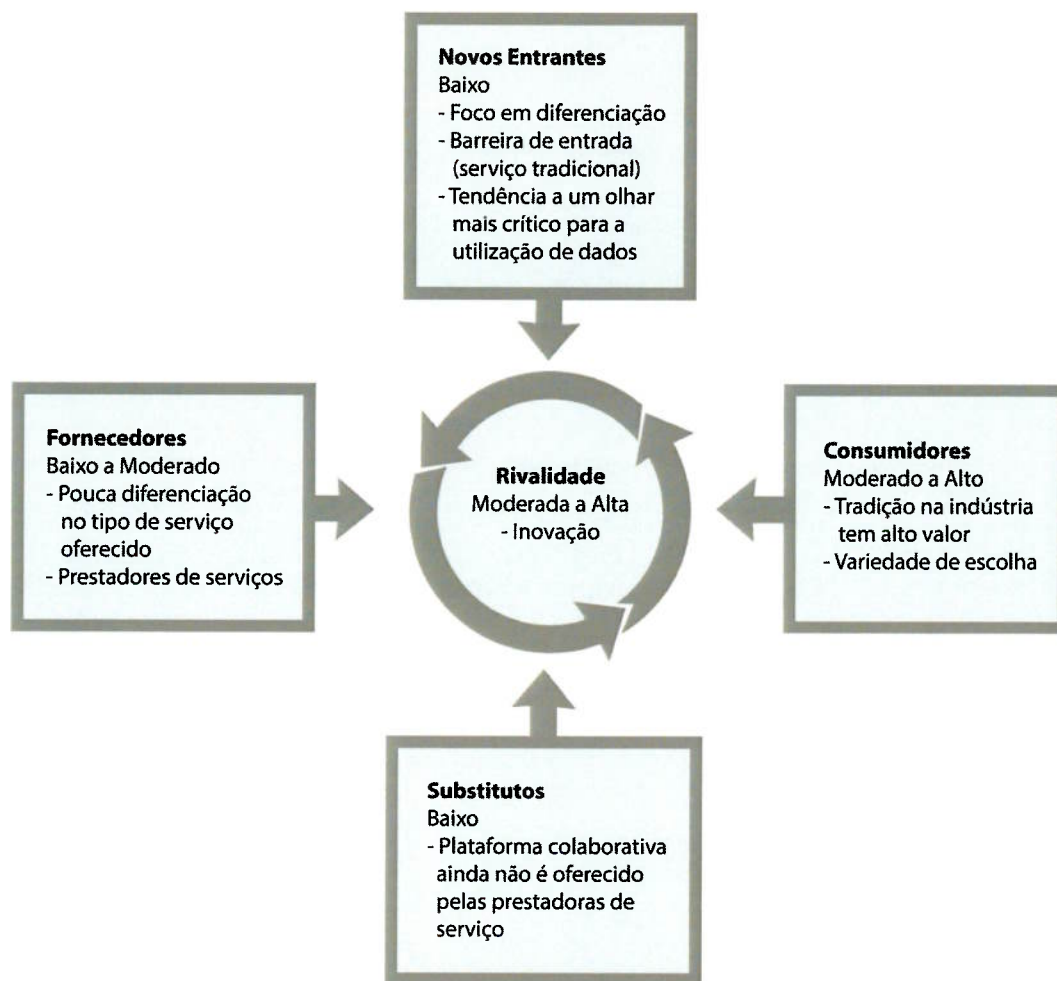 Novos Entrantes
Baixo
- Foco em diferenciação
- Barreira de entrada
(serviço tradicional)
- Tendência a um olhar
mais crítico para a
utilização de dados
Fornecedores
Baixo a Moderado
- Pouca diferenciação
no tipo de serviço
oferecido
- Prestadores de serviços
Rivalidade
Moderada a Alta
- Inovação
Consumidores
Moderado a Alto
- Tradição na indústria
tem alto valor
- Variedade de escolha
Substitutos
Baixo
- Plataforma colaborativa
ainda não é oferecido
pelas prestadoras de
serviço